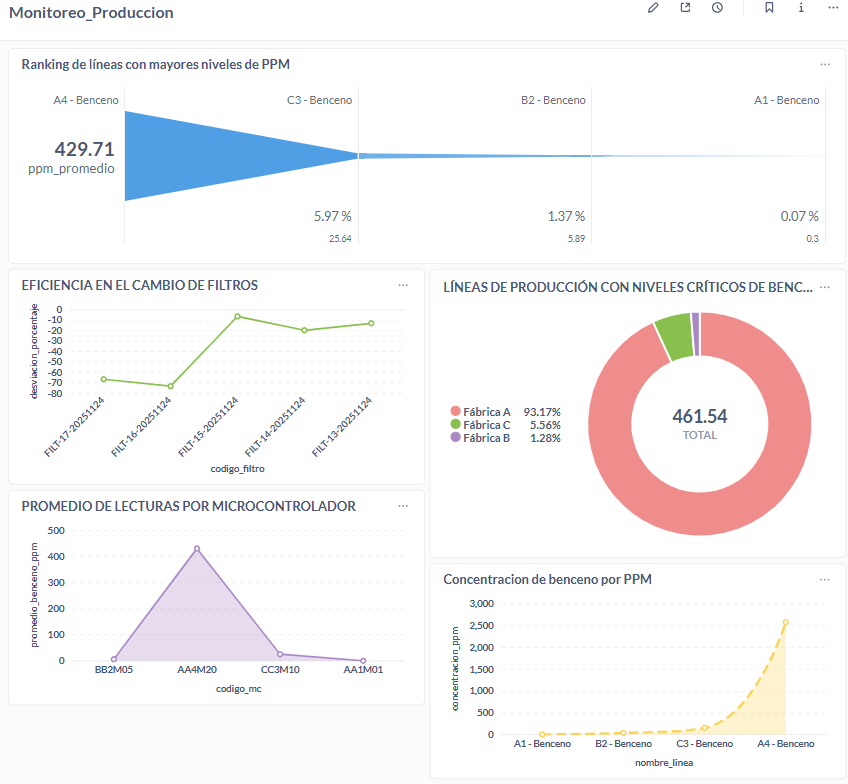 Monitoreo_Produccion
Ranking de líneas con mayores niveles de PPM
A4 - Benceno
C3 - Benceno
B2 - Benceno
A1 - Benceno
429.71
ppm_promedio
5.97 %
1.37 %
0.07 %
25.64
5.89
0.3
EFICIENCIA EN EL CAMBIO DE FILTROS
desviacion_porcentaje
0
-10
-20
-30
-40
-50
-60
-70
-80
FILT-17-20251124
FILT-16-20251124
FILT-15-20251124
FILT-14-20251124
FILT-13-20251124
codigo_filtro
LÍNEAS DE PRODUCCIÓN CON NIVELES CRÍTICOS DE BENC...
Fábrica A 93.17%
Fábrica C 5.56%
Fábrica B 1.28%
461.54
TOTAL
PROMEDIO DE LECTURAS POR MICROCONTROLADOR
promedio_benceno_ppm
500
400
300
200
100
0
BB2M05
AA4M20
CC3M10
AA1M01
codigo_mc
Concentracion de benceno por PPM
concentracion_ppm
3,000
2,500
2,000
1,500
1,000
500
0
A1 - Benceno
B2 - Benceno
C3 - Benceno
A4 - Benceno
nombre_linea